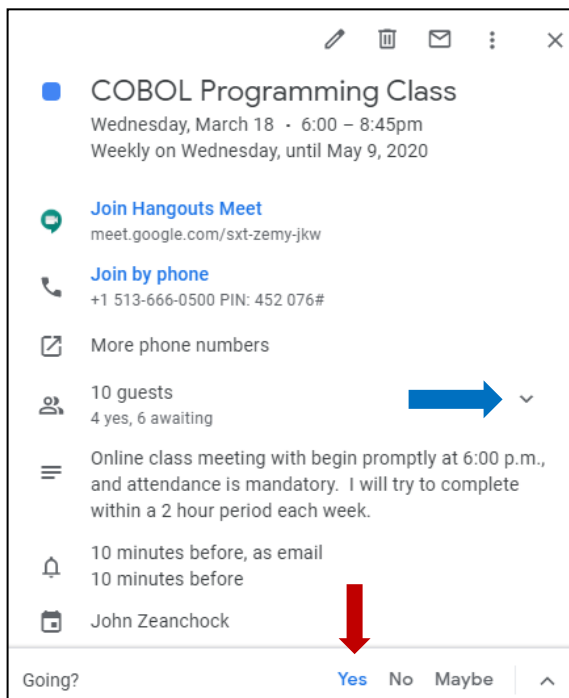 COBOL Programming Class
Wednesday, March 18 • 6:00 – 8:45pm
Weekly on Wednesday, until May 9, 2020
Join Hangouts Meet
meet.google.com/sxt-zemy-jkw
Join by phone
+1 513-666-0500 PIN: 452 076#
More phone numbers
10 guests
4 yes, 6 awaiting
Online class meeting with begin promptly at 6:00 p.m.,
and attendance is mandatory. I will try to complete
within a 2 hour period each week.
10 minutes before, as email
10 minutes before
John Zeanchock
Going? Yes No Maybe